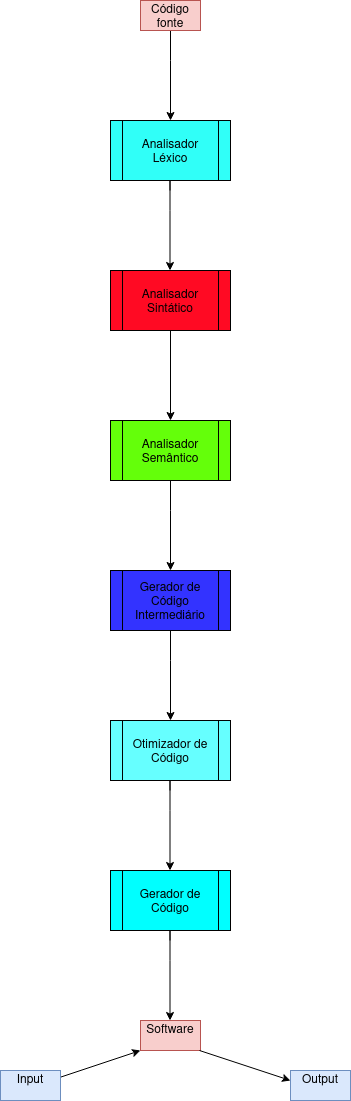 Código
fonte
Analisador
Léxico
Analisador
Sintático
Analisador
Semântico
Gerador de
Código
Intermediário
Otimizador de
Código
Gerador de
Código
Software
Input
Output